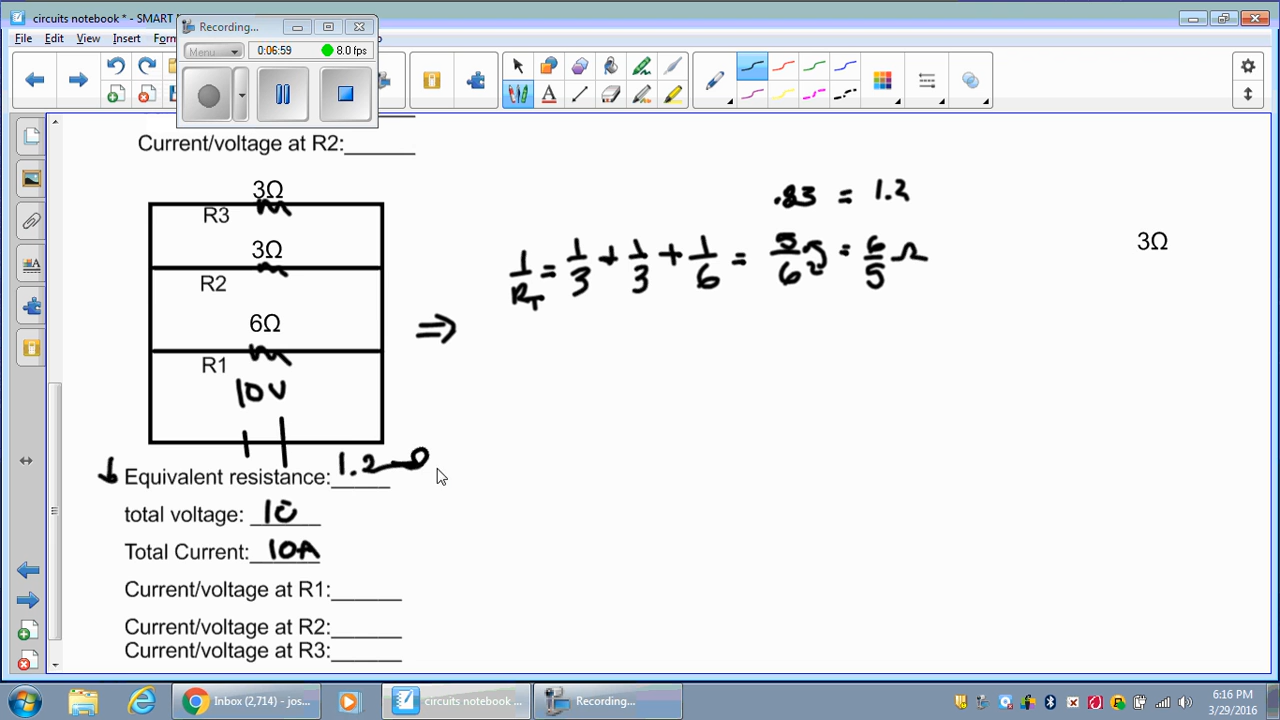 circuits notebook * - SMART
Recording...
File Edit View Insert
Menu 00:06:59 8.0 fps
Current/voltage at R2:______
3Ω
R3
3Ω
R2
6Ω
R1
10V
.83 = 1.2
1/RT = 1/3 + 1/3 + 1/6 = 5/6 Ω = 6/5 Ω
⇒
3Ω
↓ Equivalent resistance: 1.2
total voltage: 10
Total Current: 10A
Current/voltage at R1:______
Current/voltage at R2:______
Current/voltage at R3:______
Inbox (2,714) - jos... circuits notebook ... Recording...
6:16 PM
3/29/2016